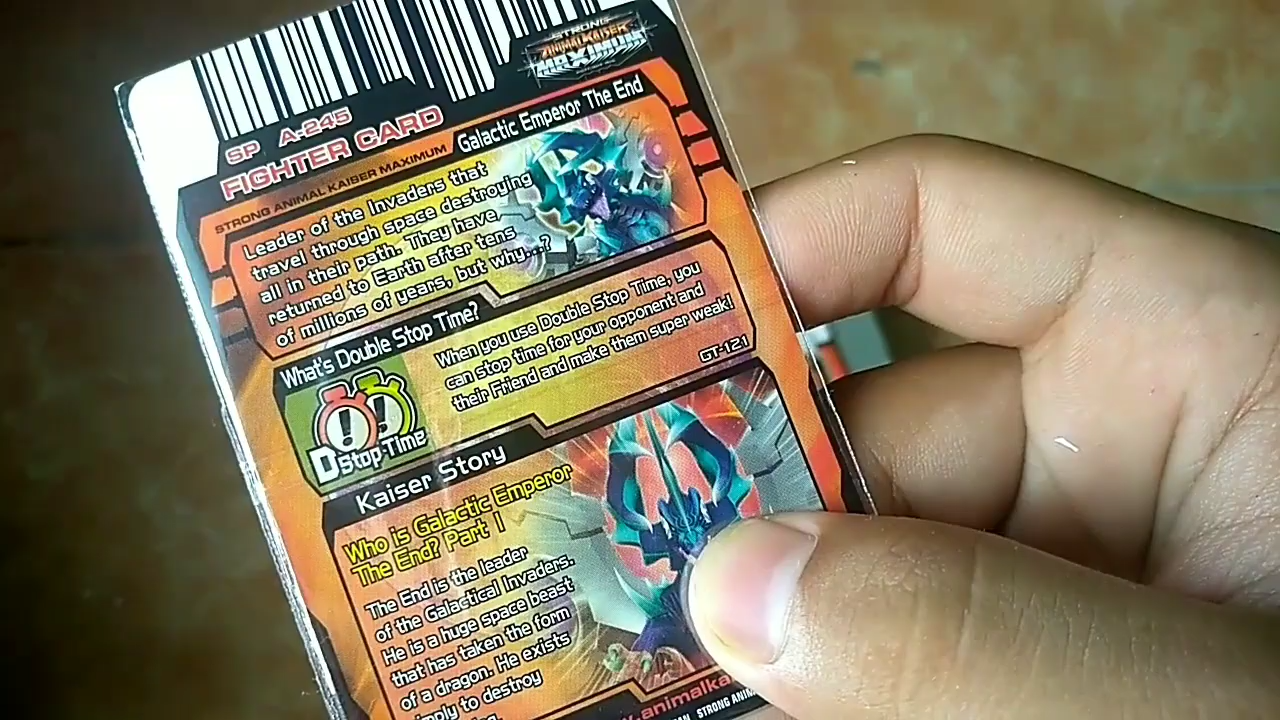 STRONG
ANIMAL KAISER
MAXIMUM
SP A-245
FIGHTER CARD
STRONG ANIMAL KAISER MAXIMUM
Galactic Emperor The End
Leader of the Invaders that
travel through space destroying
all in their path. They have
returned to Earth after tens
of millions of years, but why...?
What's Double Stop Time?
When you use Double Stop Time, you
can stop time for your opponent and
their Friend and make them super weak!
GT-121
D Stop-Time
Kaiser Story
Who is Galactic Emperor
The End? Part 1
The End is the leader
of the Galactical Invaders.
He is a huge space beast
that has taken the form
of a dragon. He exists
simply to destroy
STRONG